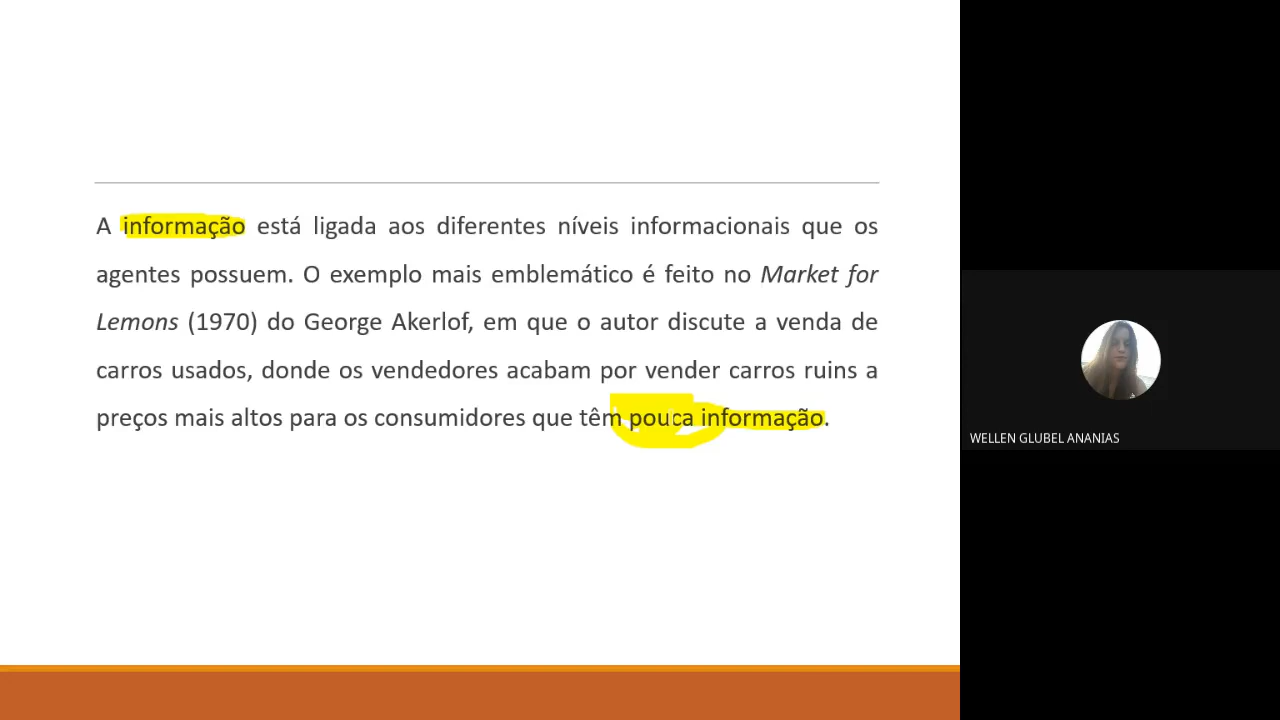 A informação está ligada aos diferentes níveis informacionais que os
agentes possuem. O exemplo mais emblemático é feito no Market for
Lemons (1970) do George Akerlof, em que o autor discute a venda de
carros usados, donde os vendedores acabam por vender carros ruins a
preços mais altos para os consumidores que têm pouca informação.
WELLEN GLUBEL ANANIAS